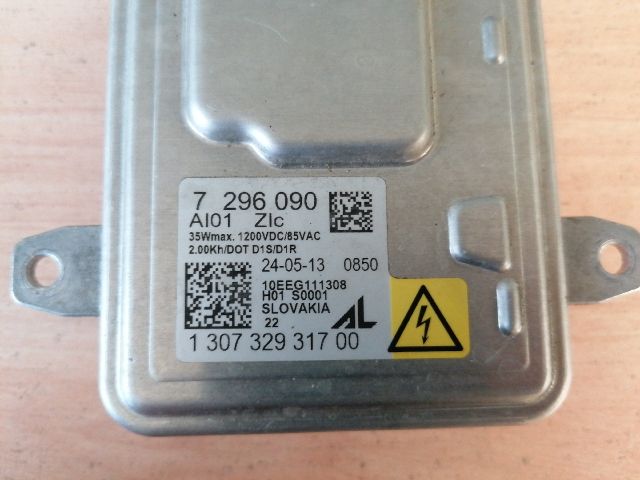 7 296 090
AI01 ZIc
35Wmax. 1200VDC/85VAC
2.00Kh/DOT D1S/D1R
24-05-13 0850
10EEG111308
H01 S0001
SLOVAKIA
22 AL
1 307 329 317 00